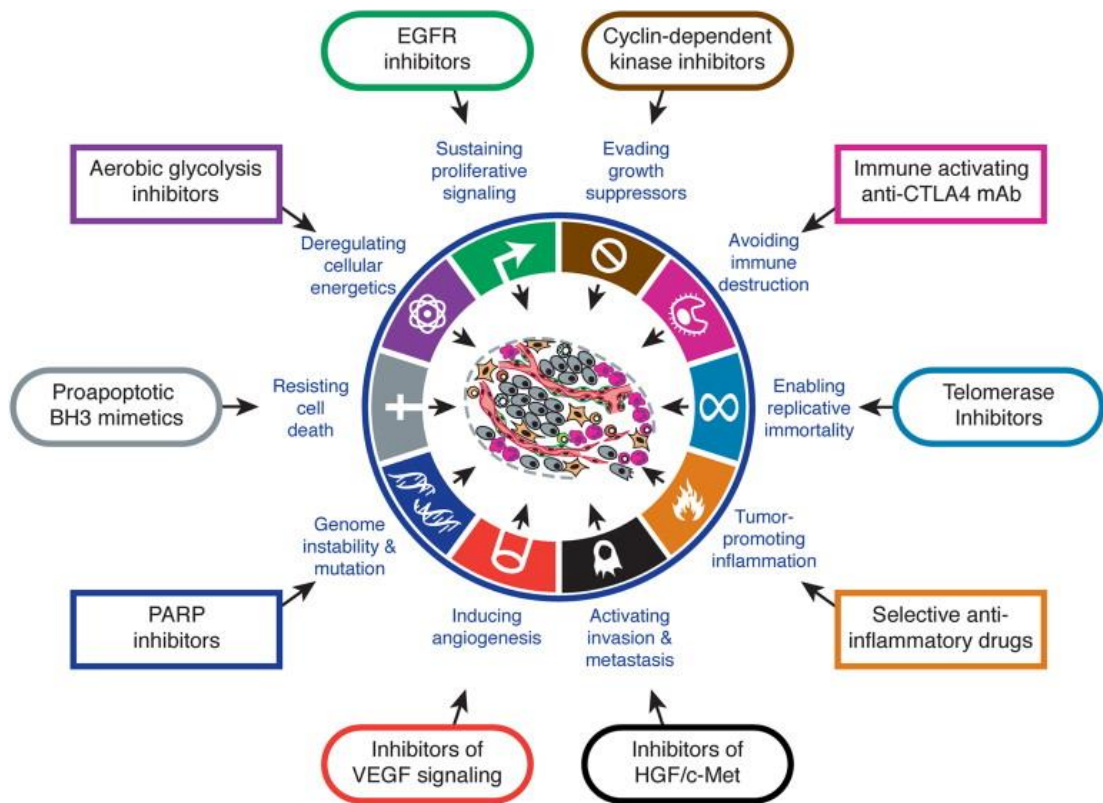 EGFR
inhibitors
Cyclin-dependent
kinase inhibitors
Sustaining
proliferative
signaling
Evading
growth
suppressors
Aerobic glycolysis
inhibitors
Immune activating
anti-CTLA4 mAb
Deregulating
cellular
energetics
Avoiding
immune
destruction
Proapoptotic
BH3 mimetics
Resisting
cell
death
Enabling
replicative
immortality
Telomerase
Inhibitors
Genome
instability &
mutation
Tumor-
promoting
inflammation
PARP
inhibitors
Inducing
angiogenesis
Activating
invasion &
metastasis
Selective anti-
inflammatory drugs
Inhibitors of
VEGF signaling
Inhibitors of
HGF/c-Met